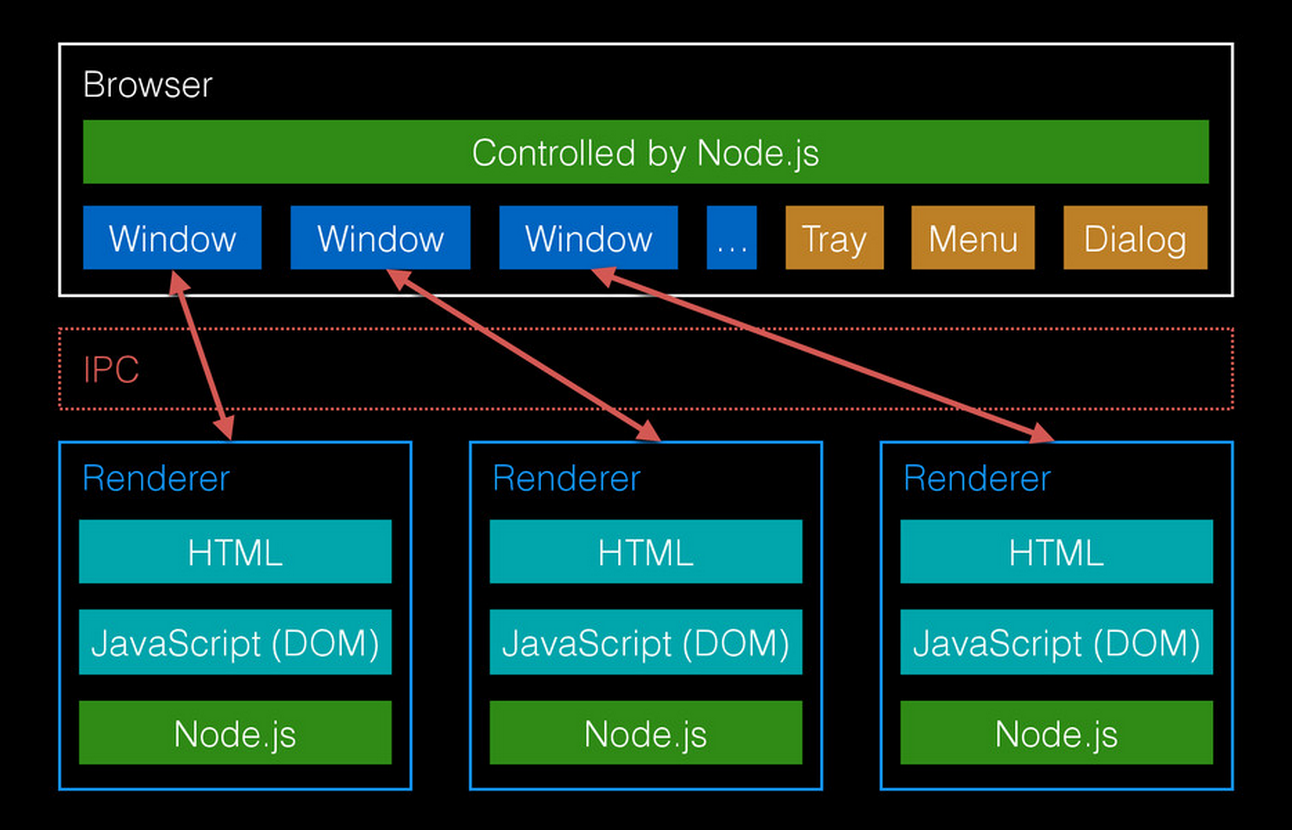 Browser
Controlled by Node.js
Window Window Window ... Tray Menu Dialog
IPC
Renderer Renderer Renderer
HTML HTML HTML
JavaScript (DOM) JavaScript (DOM) JavaScript (DOM)
Node.js Node.js Node.js